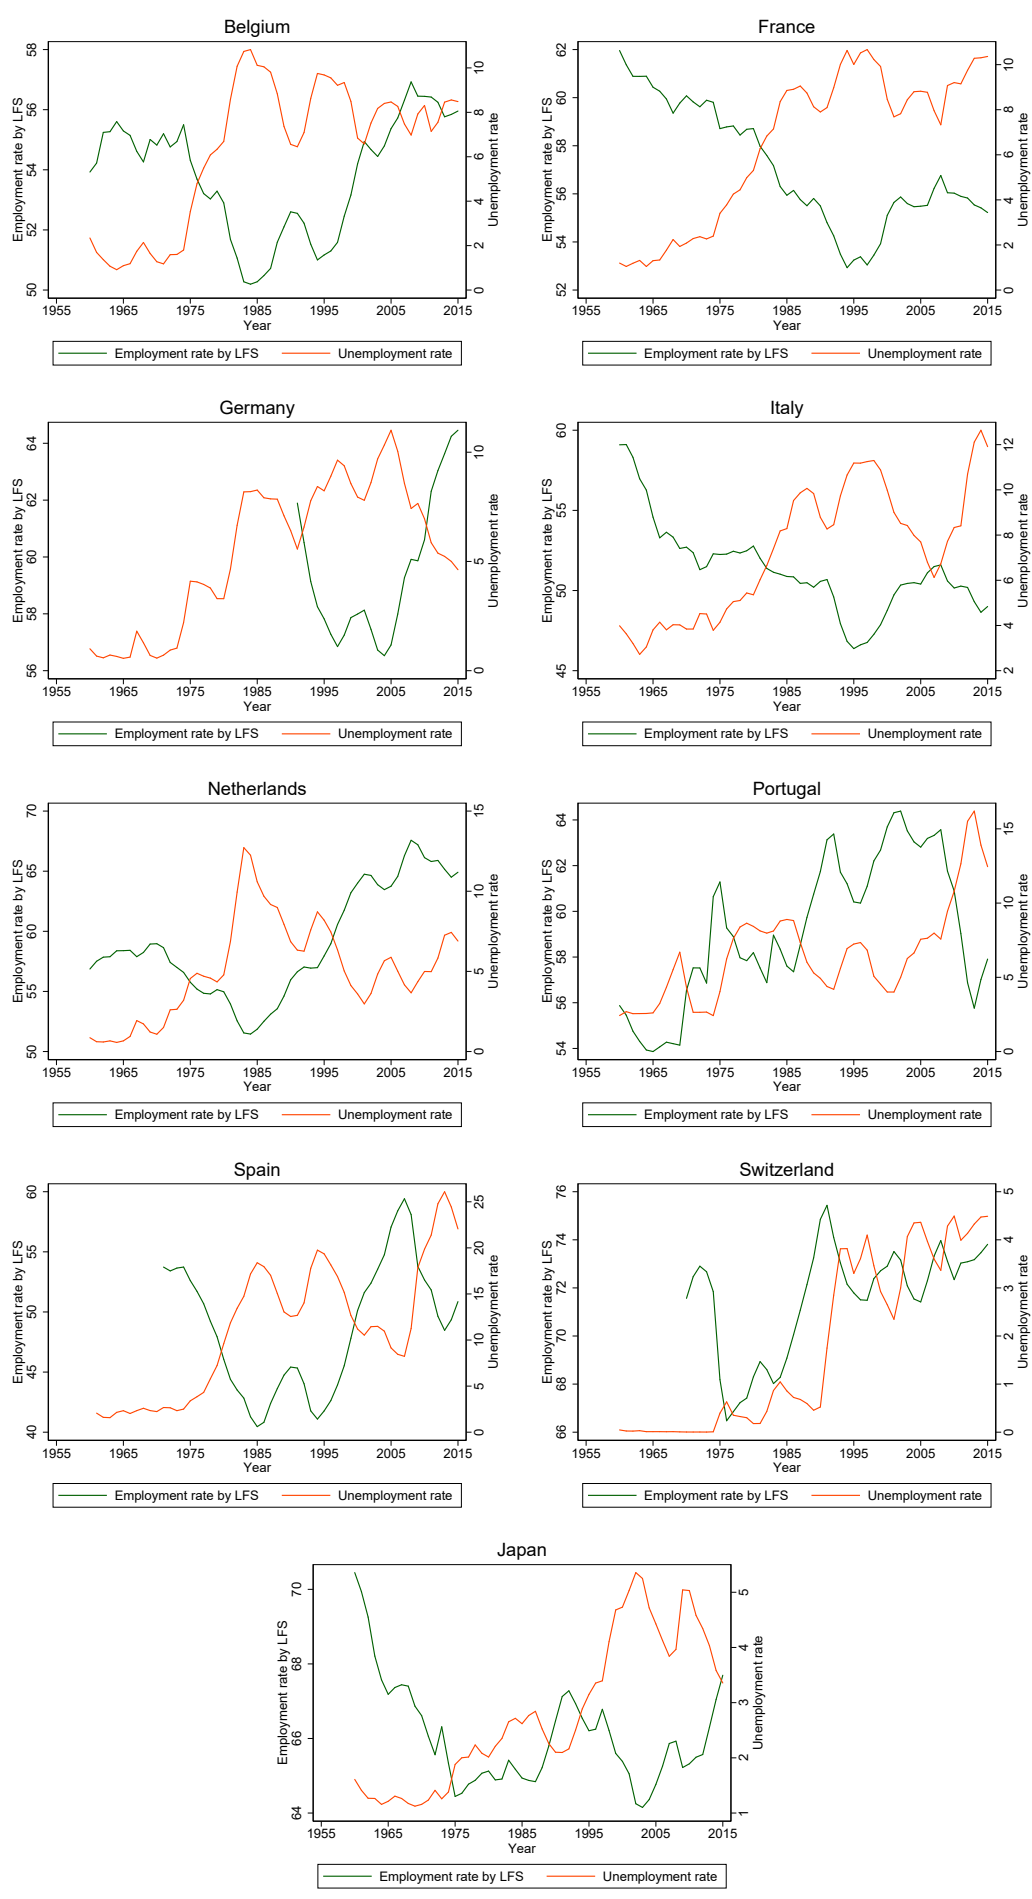 Belgium
Employment rate by LFS
50 52 54 56 58
Unemployment rate
0 2 4 6 8 10
1955 1965 1975 1985 1995 2005 2015
Year
Employment rate by LFS Unemployment rate
France
Employment rate by LFS
52 54 56 58 60 62
Unemployment rate
0 2 4 6 8 10
1955 1965 1975 1985 1995 2005 2015
Year
Employment rate by LFS Unemployment rate
Germany
Employment rate by LFS
56 58 60 62 64
Unemployment rate
0 5 10
1955 1965 1975 1985 1995 2005 2015
Year
Employment rate by LFS Unemployment rate
Italy
Employment rate by LFS
45 50 55 60
Unemployment rate
2 4 6 8 10 12
1955 1965 1975 1985 1995 2005 2015
Year
Employment rate by LFS Unemployment rate
Netherlands
Employment rate by LFS
50 55 60 65 70
Unemployment rate
0 5 10 15
1955 1965 1975 1985 1995 2005 2015
Year
Employment rate by LFS Unemployment rate
Portugal
Employment rate by LFS
54 56 58 60 62 64
Unemployment rate
0 5 10 15
1955 1965 1975 1985 1995 2005 2015
Year
Employment rate by LFS Unemployment rate
Spain
Employment rate by LFS
40 45 50 55 60
Unemployment rate
0 5 10 15 20 25
1955 1965 1975 1985 1995 2005 2015
Year
Employment rate by LFS Unemployment rate
Switzerland
Employment rate by LFS
66 68 70 72 74 76
Unemployment rate
0 1 2 3 4 5
1955 1965 1975 1985 1995 2005 2015
Year
Employment rate by LFS Unemployment rate
Japan
Employment rate by LFS
64 66 68 70
Unemployment rate
1 2 3 4 5
1955 1965 1975 1985 1995 2005 2015
Year
Employment rate by LFS Unemployment rate